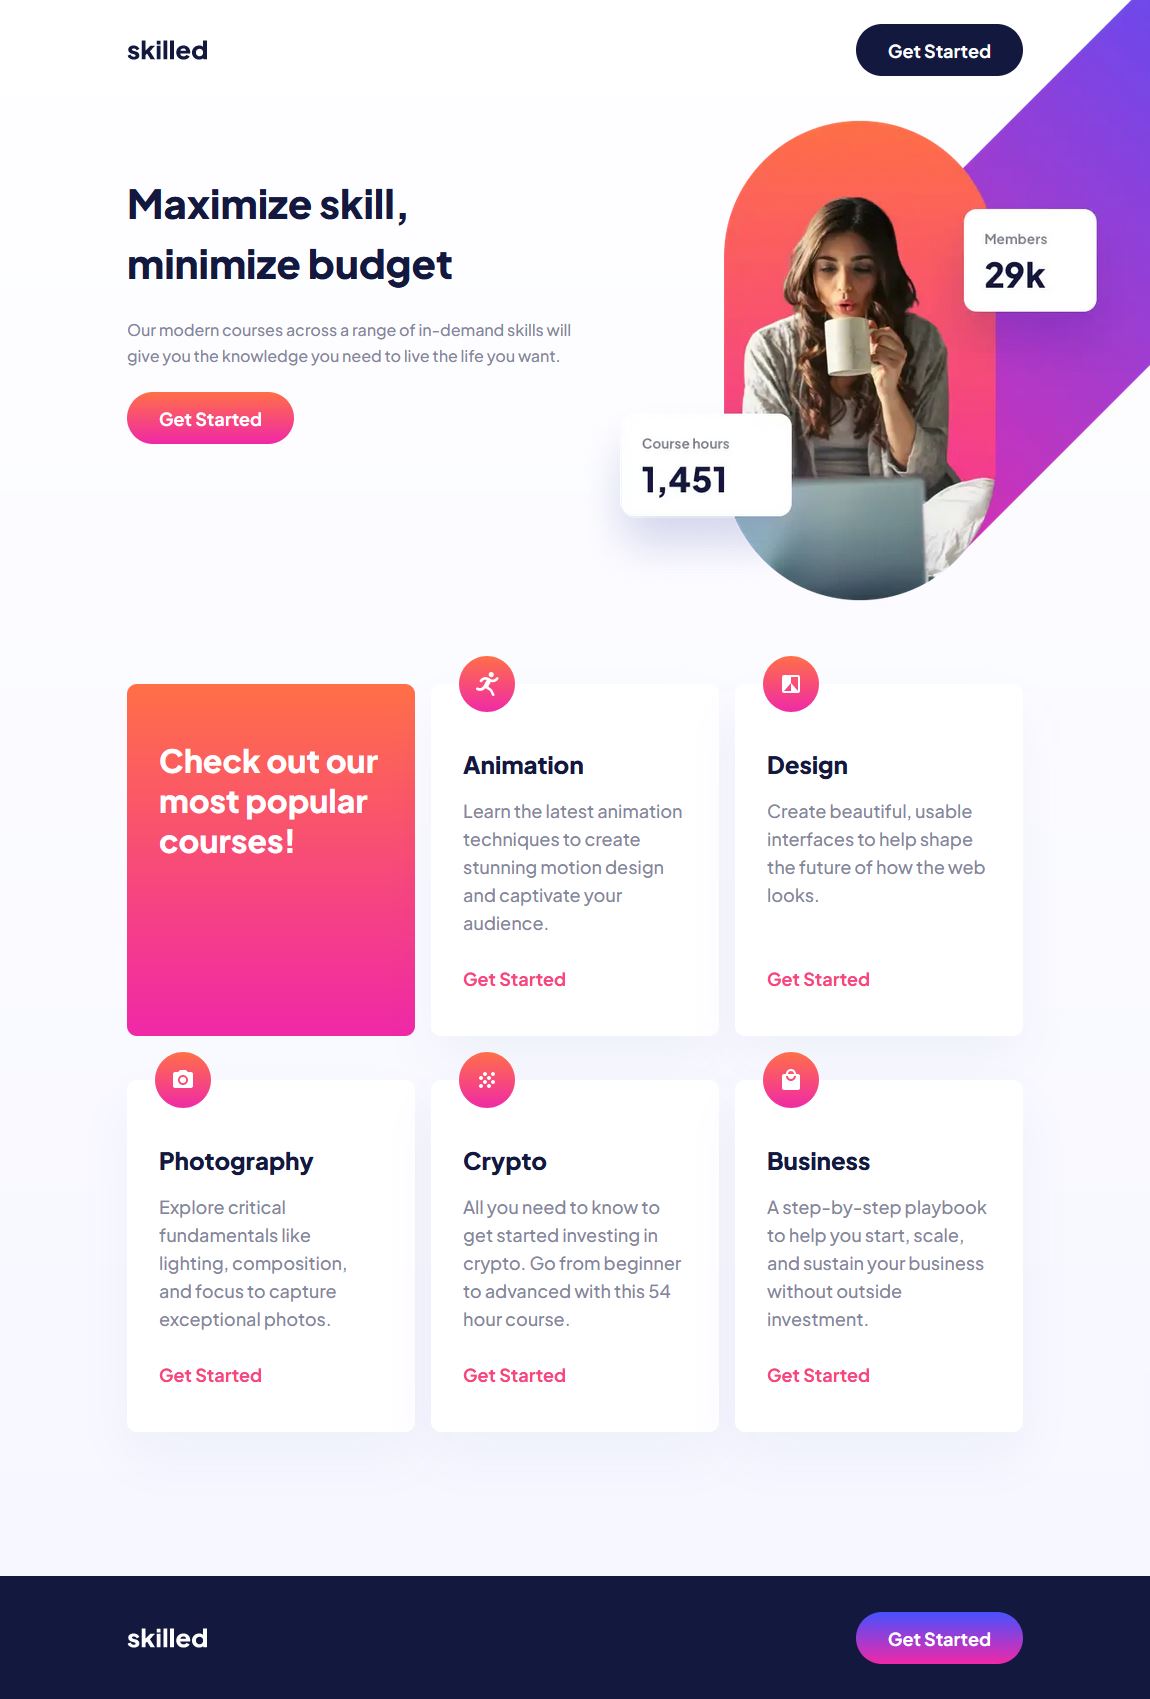 skilled
Get Started
Maximize skill,
minimize budget
Our modern courses across a range of in-demand skills will
give you the knowledge you need to live the life you want.
Get Started
Members
29k
Course hours
1,451
Check out our
most popular
courses!
Animation
Learn the latest animation
techniques to create
stunning motion design
and captivate your
audience.
Get Started
Design
Create beautiful, usable
interfaces to help shape
the future of how the web
looks.
Get Started
Photography
Explore critical
fundamentals like
lighting, composition,
and focus to capture
exceptional photos.
Get Started
Crypto
All you need to know to
get started investing in
crypto. Go from beginner
to advanced with this 54
hour course.
Get Started
Business
A step-by-step playbook
to help you start, scale,
and sustain your business
without outside
investment.
Get Started
skilled
Get Started